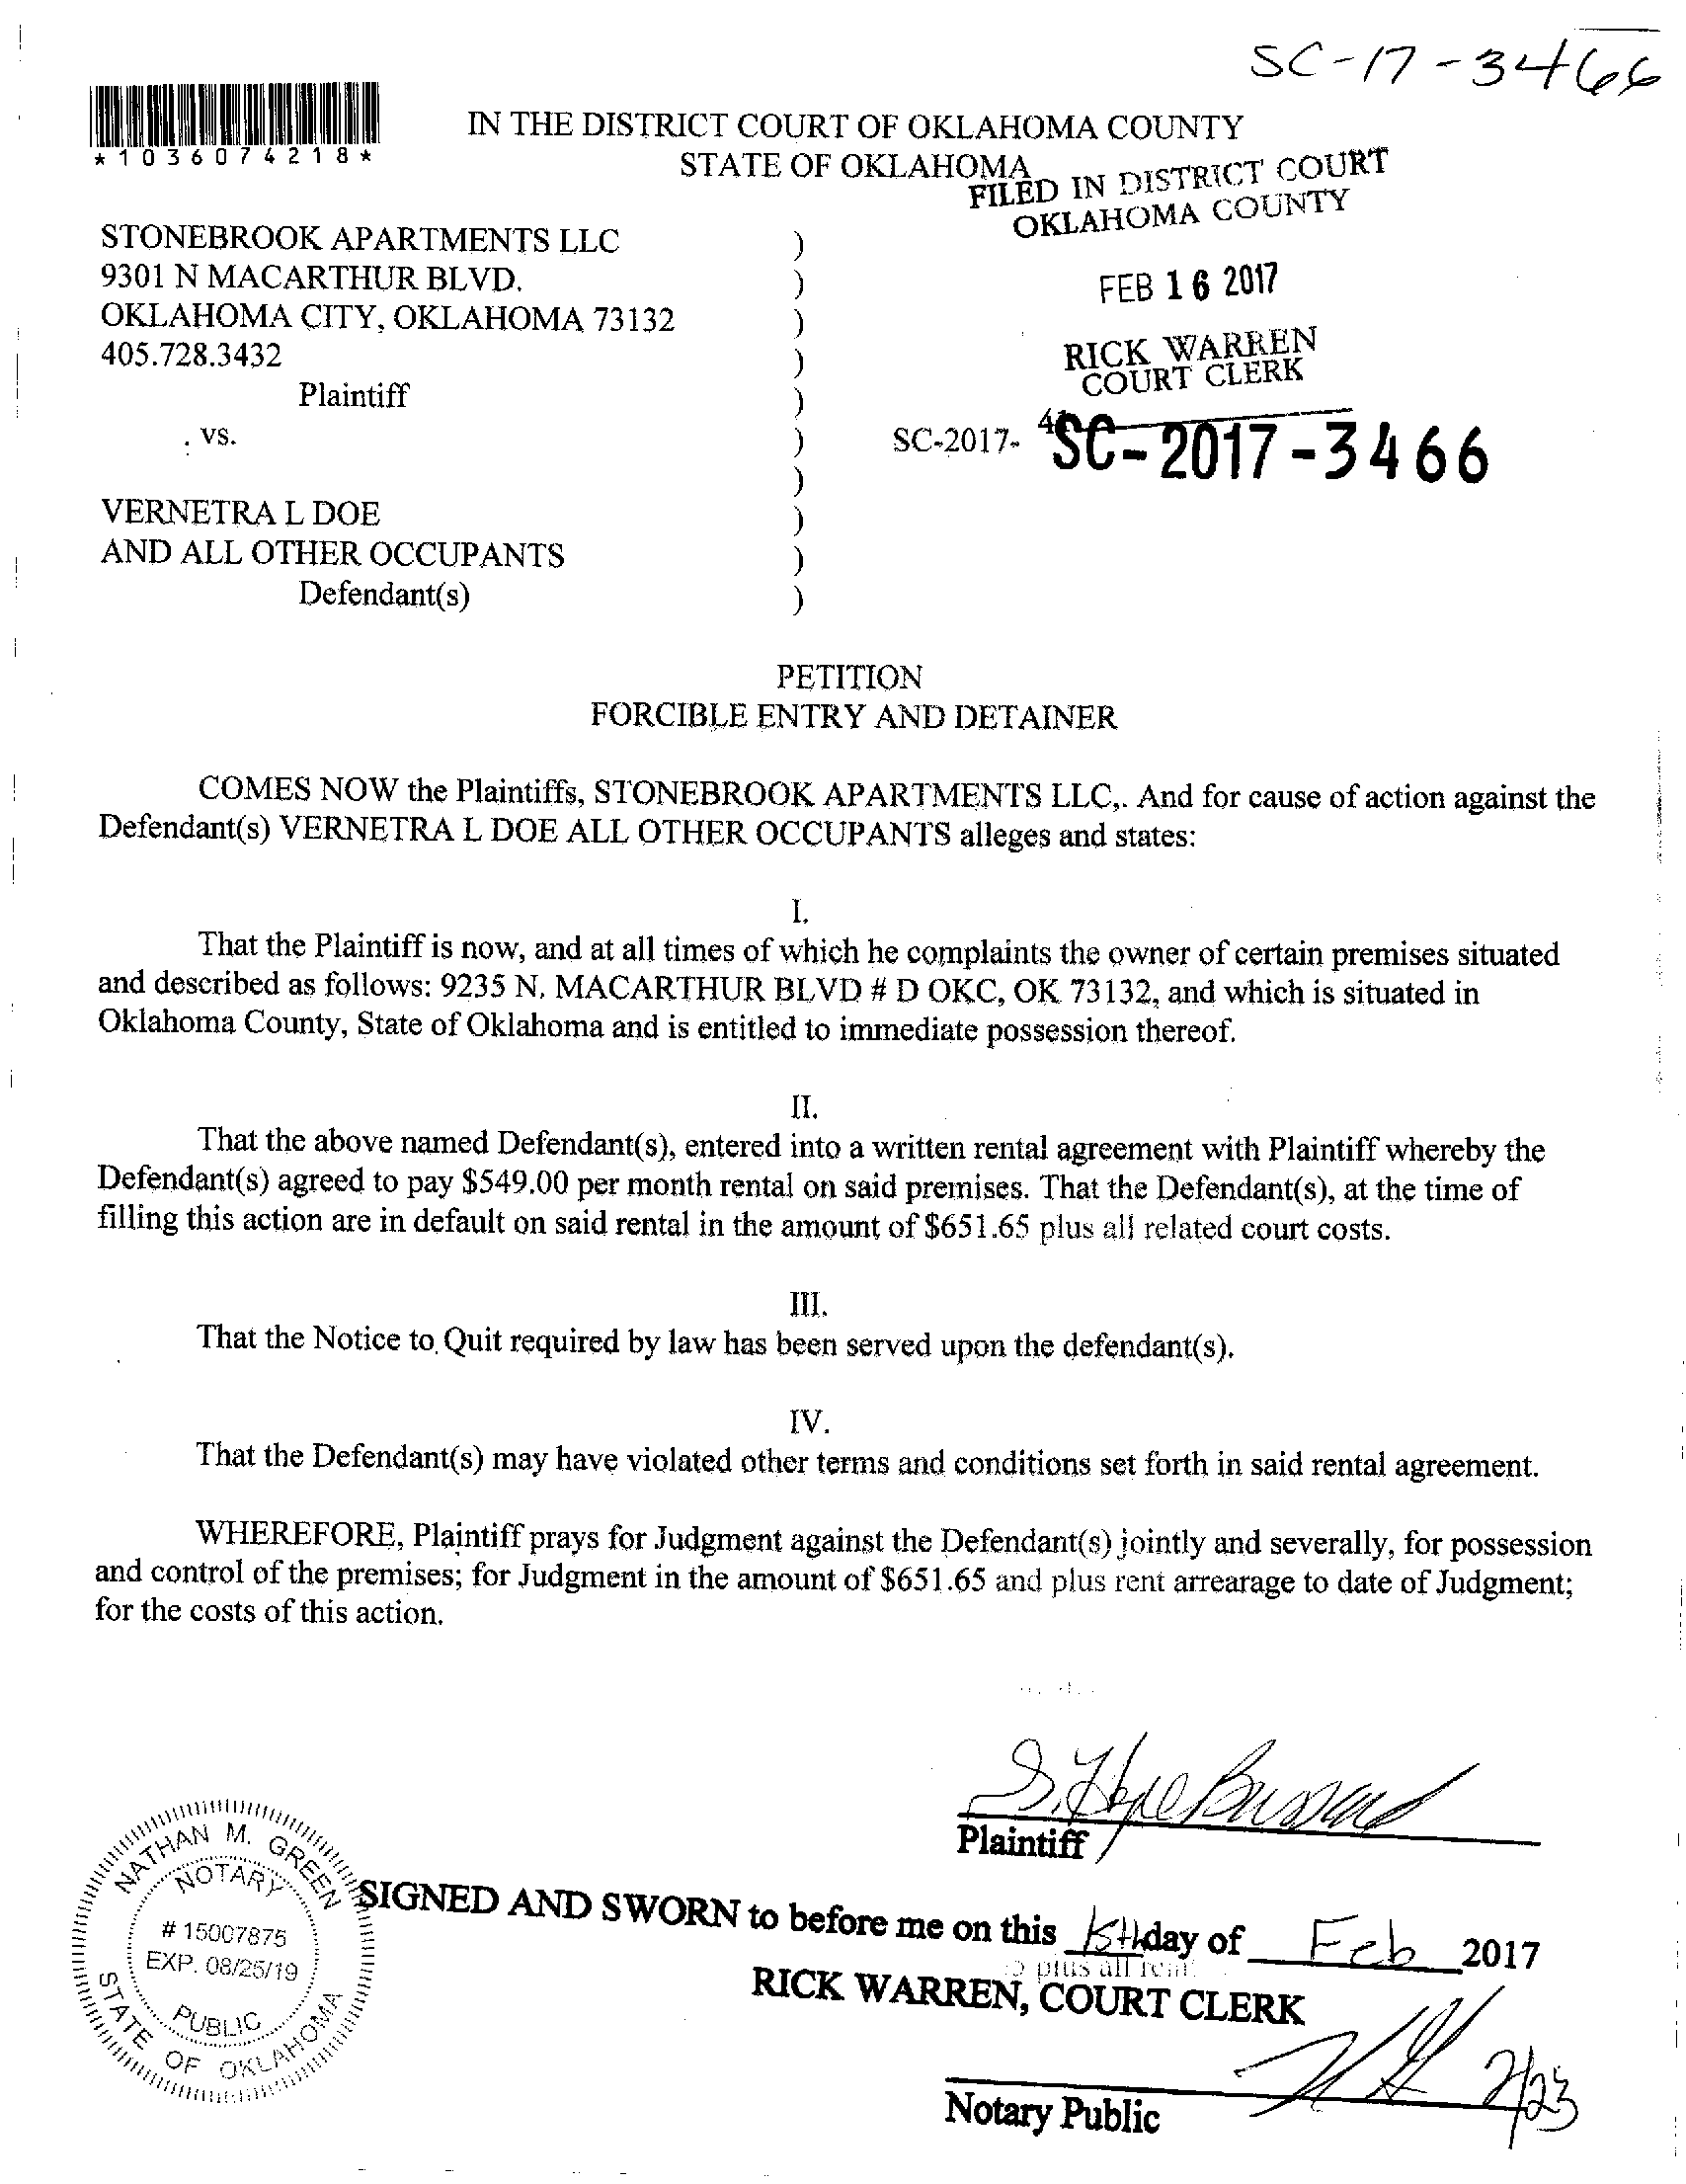 SC-17-3466
*1036074218*
IN THE DISTRICT COURT OF OKLAHOMA COUNTY
STATE OF OKLAHOMA
FILED IN DISTRICT COURT
OKLAHOMA COUNTY
STONEBROOK APARTMENTS LLC )
9301 N MACARTHUR BLVD. )
FEB 16 2017
OKLAHOMA CITY, OKLAHOMA 73132 )
405.728.3432 )
RICK WARREN
COURT CLERK
Plaintiff )
. vs. )
SC-2017- SC-2017-3466
)
VERNETRA L DOE )
AND ALL OTHER OCCUPANTS )
Defendant(s) )
PETITION
FORCIBLE ENTRY AND DETAINER
COMES NOW the Plaintiffs, STONEBROOK APARTMENTS LLC,. And for cause of action against the
Defendant(s) VERNETRA L DOE ALL OTHER OCCUPANTS alleges and states:
I.
That the Plaintiff is now, and at all times of which he complaints the owner of certain premises situated
and described as follows: 9235 N. MACARTHUR BLVD # D OKC, OK 73132, and which is situated in
Oklahoma County, State of Oklahoma and is entitled to immediate possession thereof.
II.
That the above named Defendant(s), entered into a written rental agreement with Plaintiff whereby the
Defendant(s) agreed to pay $549.00 per month rental on said premises. That the Defendant(s), at the time of
filling this action are in default on said rental in the amount of $651.65 plus all related court costs.
III.
That the Notice to Quit required by law has been served upon the defendant(s).
IV.
That the Defendant(s) may have violated other terms and conditions set forth in said rental agreement.
WHEREFORE, Plaintiff prays for Judgment against the Defendant(s) jointly and severally, for possession
and control of the premises; for Judgment in the amount of $651.65 and plus rent arrearage to date of Judgment;
for the costs of this action.
Plaintiff
NATHAN M. GREEN
NOTARY
# 15007875
EXP. 08/25/19
PUBLIC
STATE OF OKLAHOMA
SIGNED AND SWORN to before me on this 15th day of Feb 2017
plus all rent
RICK WARREN, COURT CLERK
2/23
Notary Public